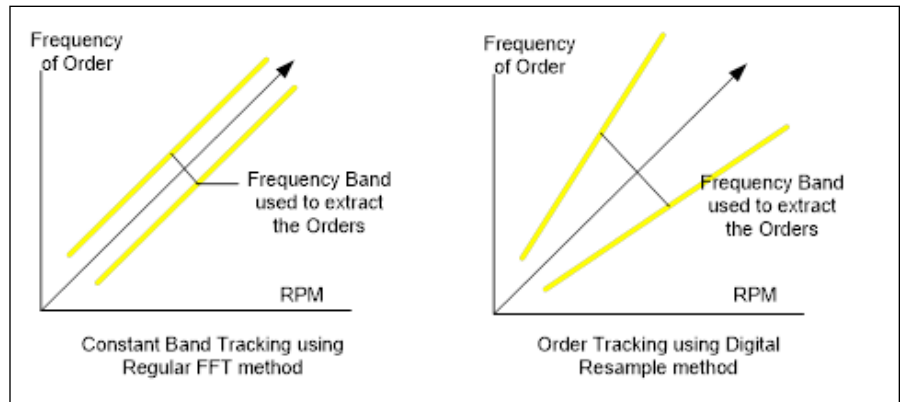 Frequency
of Order
Frequency Band
used to extract
the Orders
RPM
Constant Band Tracking using
Regular FFT method
Frequency
of Order
Frequency Band
used to extract
the Orders
RPM
Order Tracking using Digital
Resample method